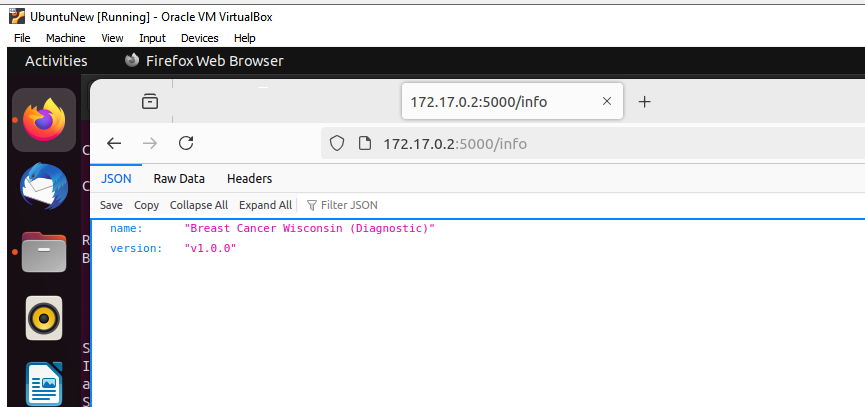 UbuntuNew [Running] - Oracle VM VirtualBox
File Machine View Input Devices Help
Activities Firefox Web Browser
172.17.0.2:5000/info
172.17.0.2:5000/info
JSON Raw Data Headers
Save Copy Collapse All Expand All Filter JSON
name: "Breast Cancer Wisconsin (Diagnostic)"
version: "v1.0.0"